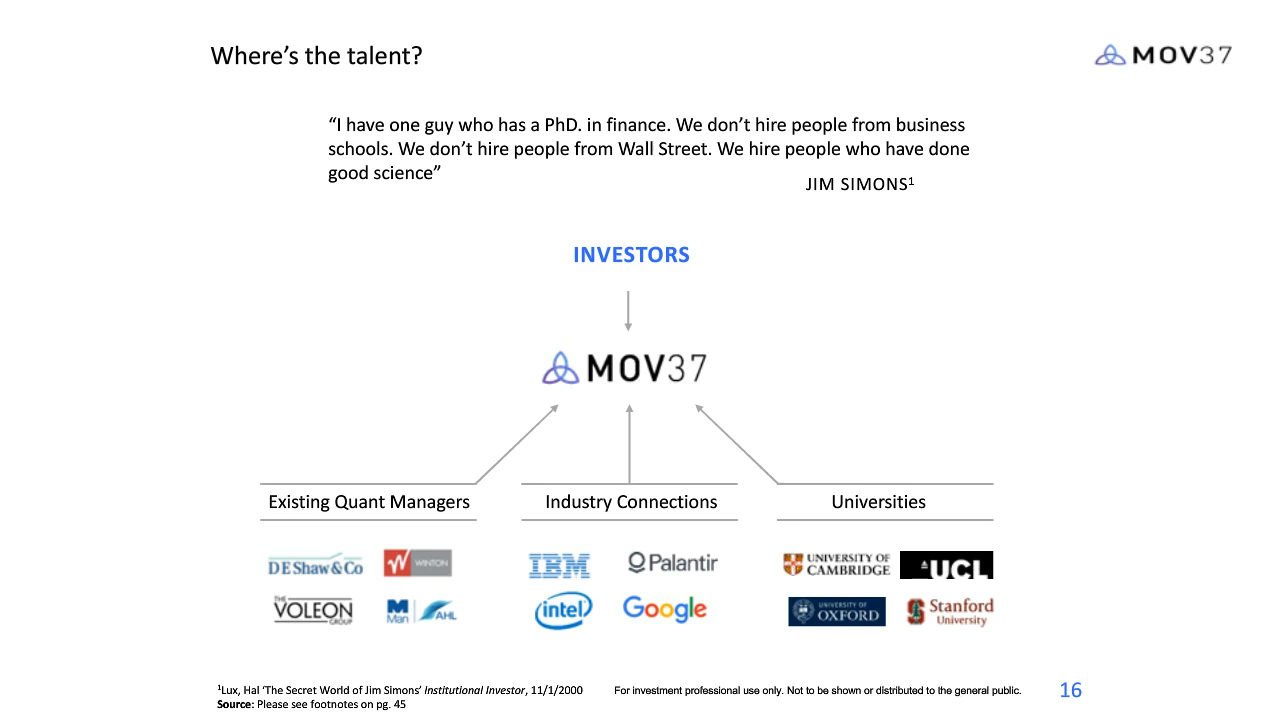 Where's the talent?
MOV37
“I have one guy who has a PhD. in finance. We don't hire people from business
schools. We don't hire people from Wall Street. We hire people who have done
good science”
JIM SIMONS¹
INVESTORS
MOV37
Existing Quant Managers
Industry Connections
Universities
DE Shaw & Co
WINTON
IBM
Palantir
UNIVERSITY OF
CAMBRIDGE
UCL
THE
VOLEON
GROUP
Man
AHL
intel
Google
UNIVERSITY OF
OXFORD
Stanford
University
¹Lux, Hal ‘The Secret World of Jim Simons’ Institutional Investor, 11/1/2000
Source: Please see footnotes on pg. 45
For investment professional use only. Not to be shown or distributed to the general public.
16